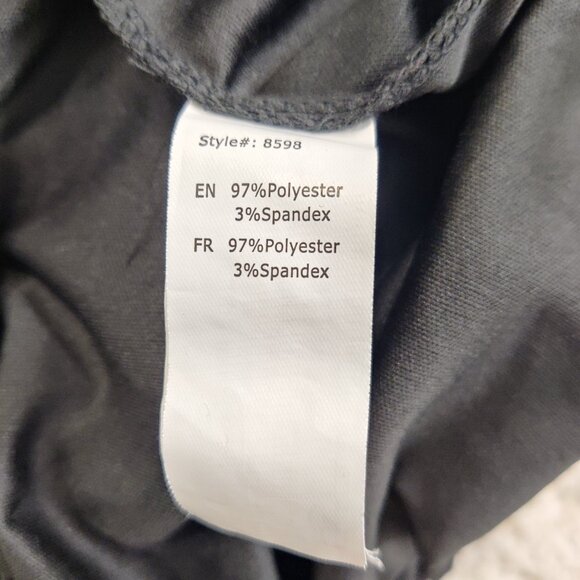 Style#: 8598
EN 97%Polyester
3%Spandex
FR 97%Polyester
3%Spandex